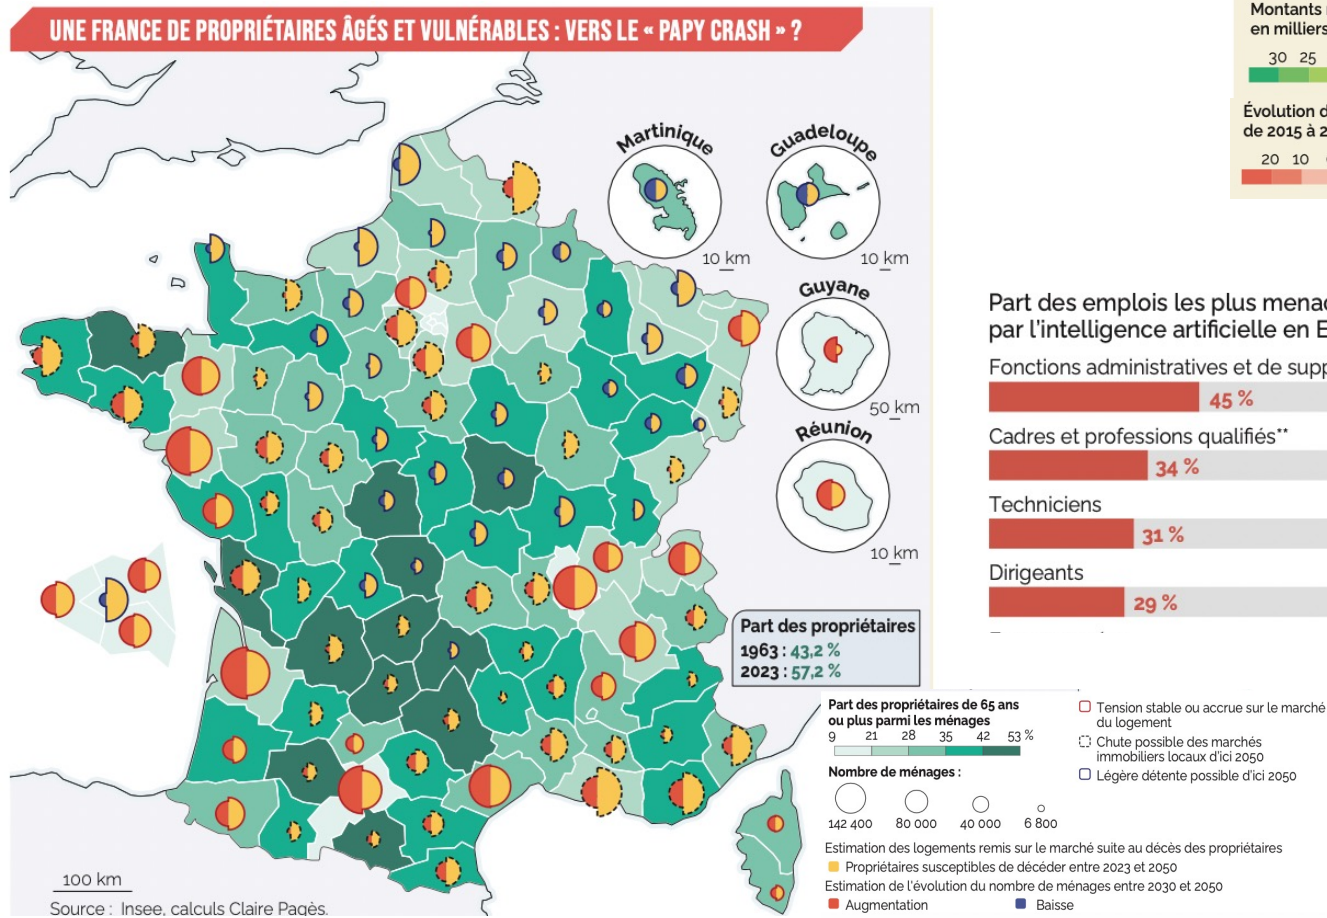 UNE FRANCE DE PROPRIÉTAIRES ÂGÉS ET VULNÉRABLES : VERS LE « PAPY CRASH » ?
Martinique
10 km
Guadeloupe
10 km
Guyane
50 km
Réunion
10 km
Part des propriétaires
1963 : 43,2 %
2023 : 57,2 %
100 km
Source : Insee, calculs Claire Pagès.
Part des propriétaires de 65 ans
ou plus parmi les ménages
9 21 28 35 42 53 %
Nombre de ménages :
142 400 80 000 40 000 6 800
Estimation des logements remis sur le marché suite au décès des propriétaires
Propriétaires susceptibles de décéder entre 2023 et 2050
Estimation de l'évolution du nombre de ménages entre 2030 et 2050
Augmentation Baisse
Tension stable ou accrue sur le marché
du logement
Chute possible des marchés
immobiliers locaux d'ici 2050
Légère détente possible d'ici 2050
Montants
en milliers
30 25
Évolution
de 2015 à
20 10
Part des emplois les plus
par l'intelligence artificielle en
Fonctions administratives et de
45 %
Cadres et professions qualifiés**
34 %
Techniciens
31 %
Dirigeants
29 %